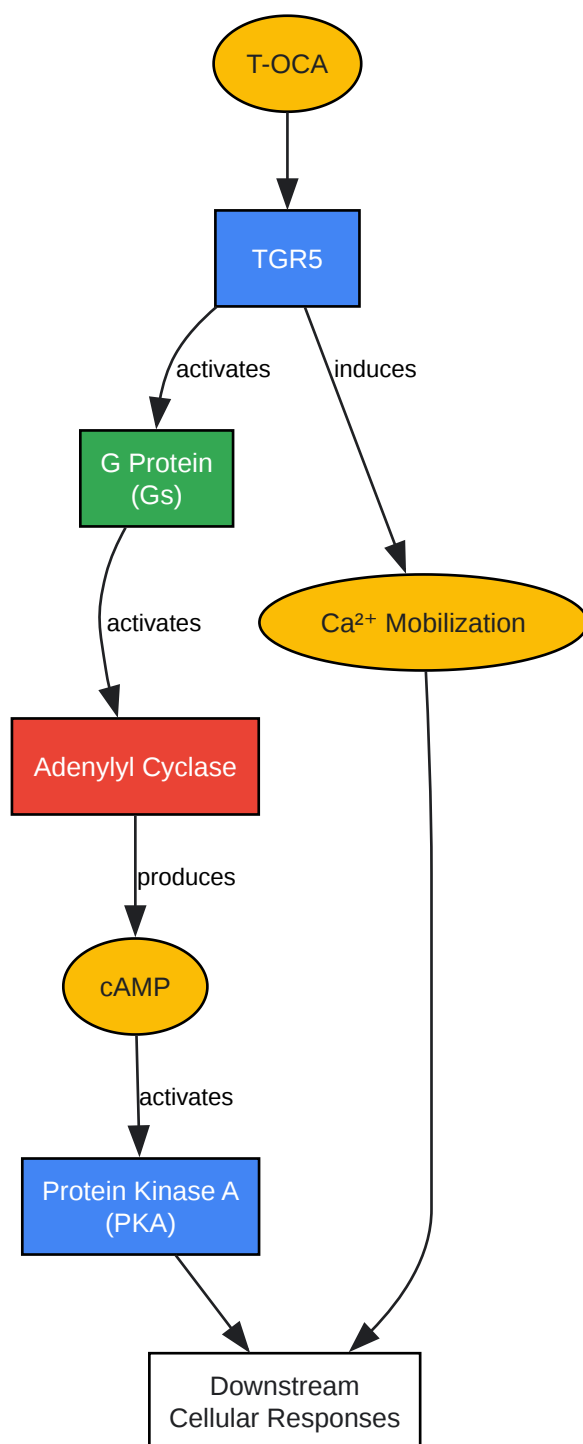 T-OCA
TGR5
activates
induces
G Protein
(Gs)
activates
Ca²⁺ Mobilization
Adenylyl Cyclase
produces
cAMP
activates
Protein Kinase A
(PKA)
Downstream
Cellular Responses